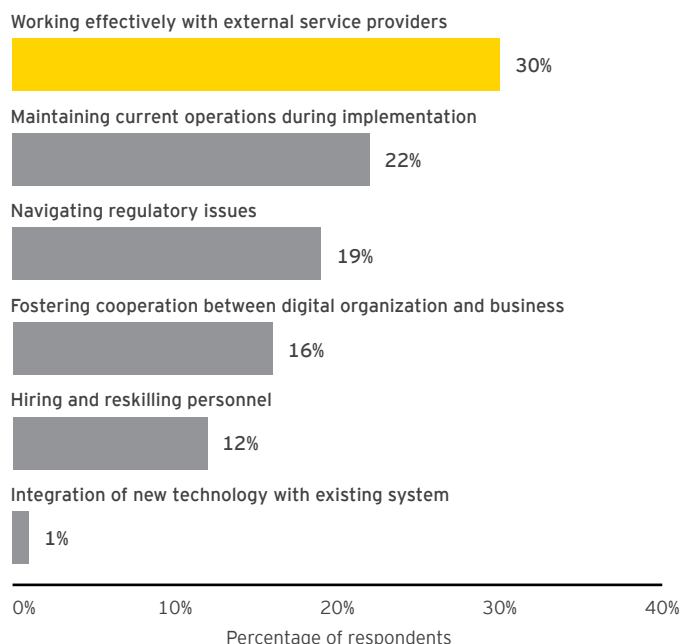 Working effectively with external service providers
30%
Maintaining current operations during implementation
22%
Navigating regulatory issues
19%
Fostering cooperation between digital organization and business
16%
Hiring and reskilling personnel
12%
Integration of new technology with existing system
1%
0% 10% 20% 30% 40%
Percentage of respondents